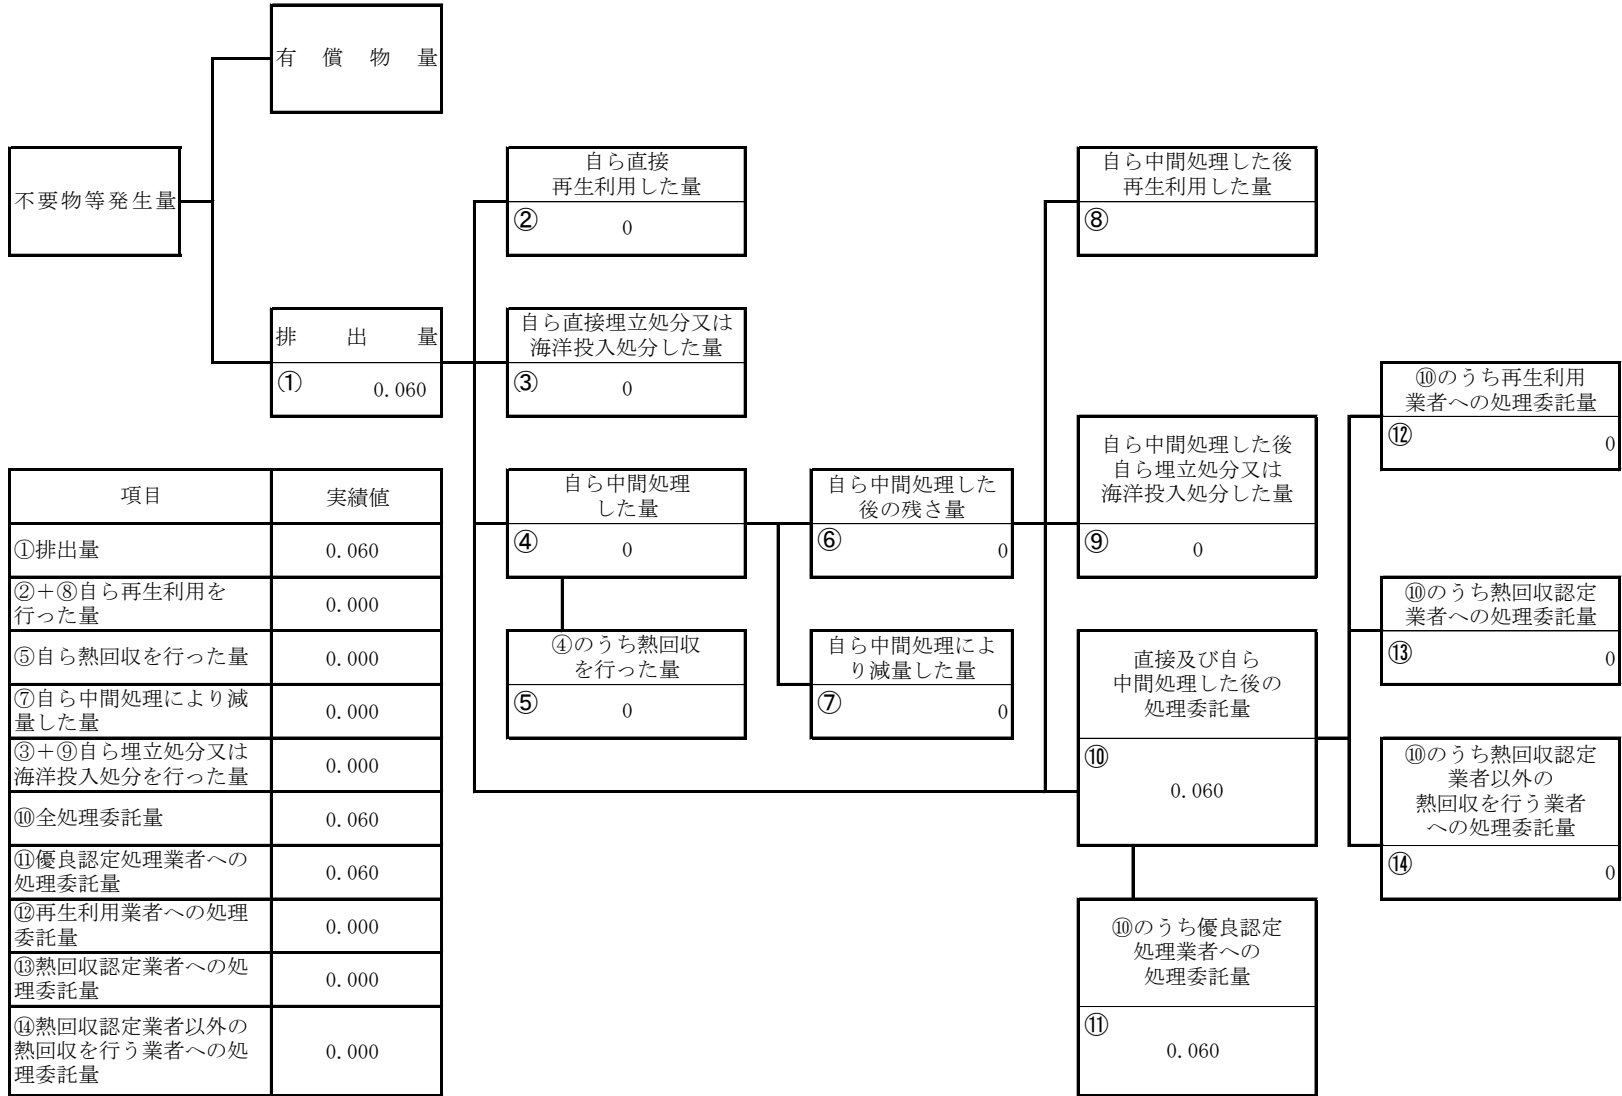 有償物量
不要物等発生量
排出量
① 0.060
自ら直接
再生利用した量
② 0
自ら直接埋立処分又は
海洋投入処分した量
③ 0
自ら中間処理
した量
④ 0
④のうち熱回収
を行った量
⑤ 0
自ら中間処理した
後の残さ量
⑥ 0
自ら中間処理によ
り減量した量
⑦ 0
自ら中間処理した後
再生利用した量
⑧
自ら中間処理した後
自ら埋立処分又は
海洋投入処分した量
⑨ 0
直接及び自ら
中間処理した後の
処理委託量
⑩
0.060
⑩のうち優良認定
処理業者への
処理委託量
⑪
0.060
⑩のうち再生利用
業者への処理委託量
⑫ 0
⑩のうち熱回収認定
業者への処理委託量
⑬ 0
⑩のうち熱回収認定
業者以外の
熱回収を行う業者
への処理委託量
⑭ 0
項目 実績値
①排出量 0.060
②＋⑧自ら再生利用を
行った量 0.000
⑤自ら熱回収を行った量 0.000
⑦自ら中間処理により減
量した量 0.000
③＋⑨自ら埋立処分又は
海洋投入処分を行った量 0.000
⑩全処理委託量 0.060
⑪優良認定処理業者への
処理委託量 0.060
⑫再生利用業者への処理
委託量 0.000
⑬熱回収認定業者への処
理委託量 0.000
⑭熱回収認定業者以外の
熱回収を行う業者への処
理委託量 0.000